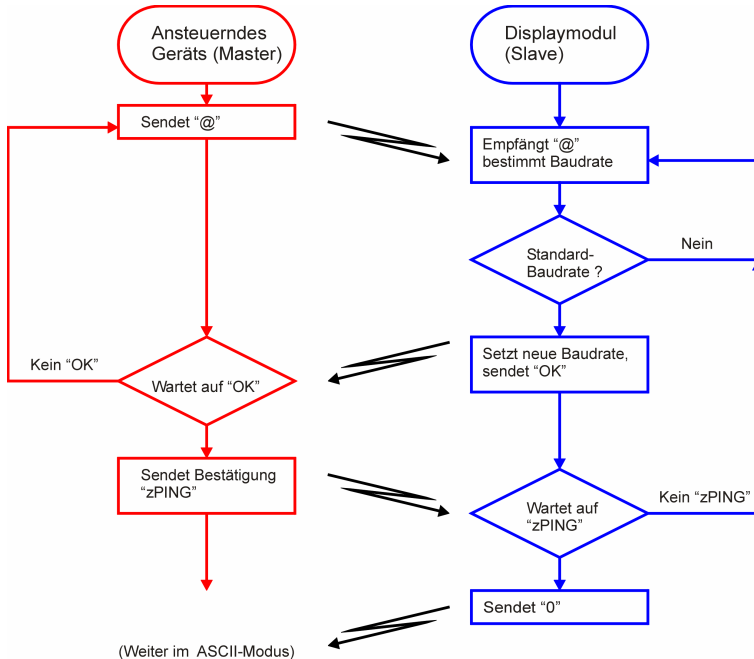 Ansteuerndes
Geräts (Master)
Sendet “@”
Kein “OK”
Wartet auf “OK”
Sendet Bestätigung
“zPING”
(Weiter im ASCII-Modus)
Displaymodul
(Slave)
Empfängt “@”
bestimmt Baudrate
Standard-
Baudrate ?
Nein
Setzt neue Baudrate,
sendet “OK”
Wartet auf
“zPING”
Kein “zPING”
Sendet “0”